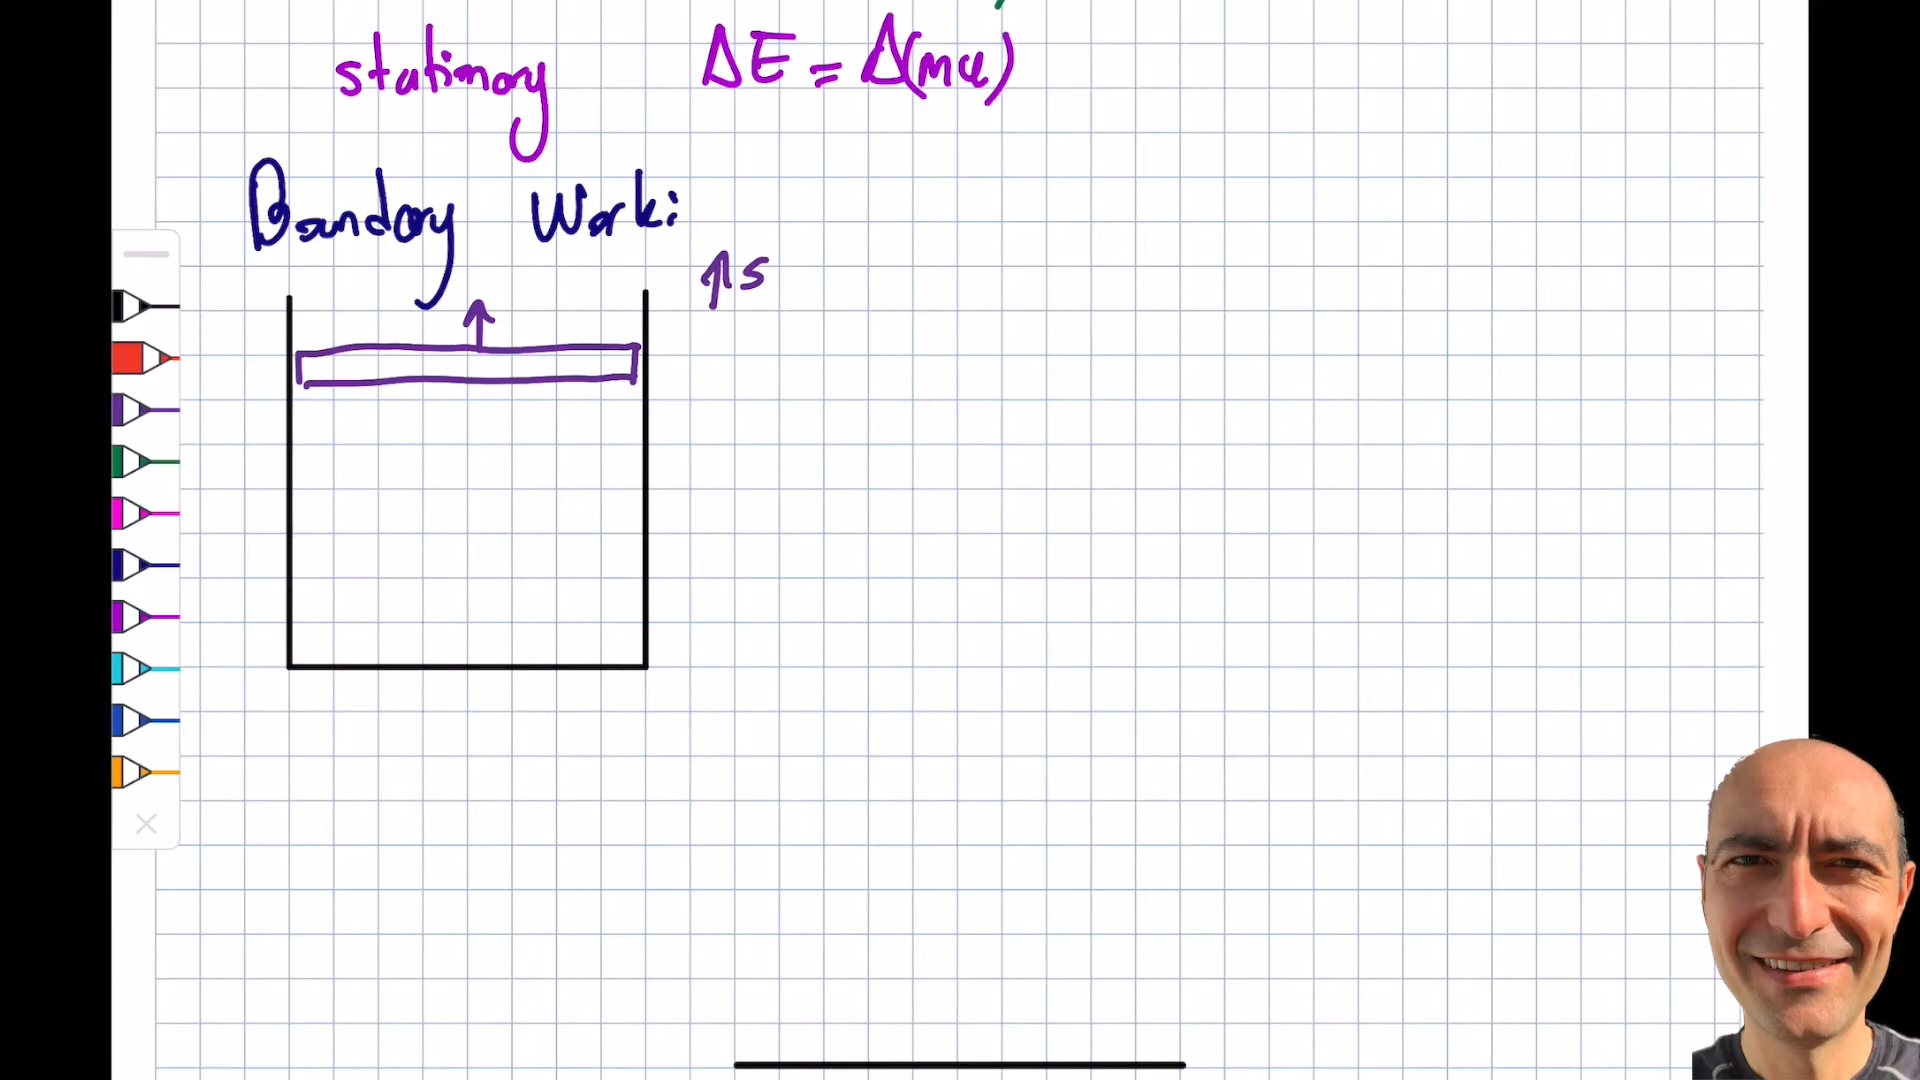 stationary ΔE = Δ(mu)
Boundary Work:
↑ s